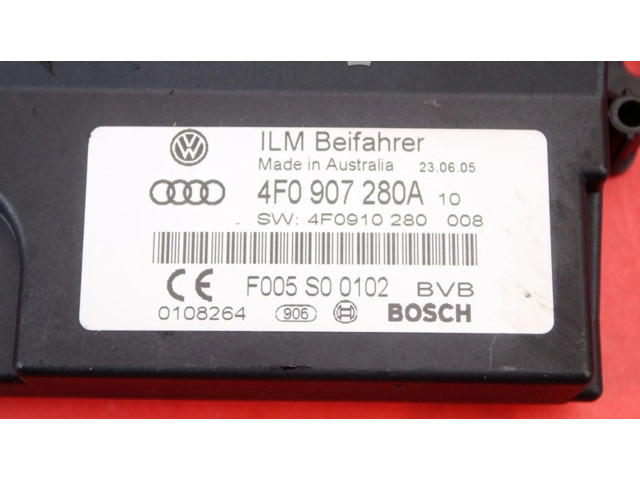 ILM Beifahrer
Made in Australia 23.06.05
4F0 907 280A 10
SW: 4F0910 280 008
CE F005 S0 0102 BVB
0108264 906 BOSCH